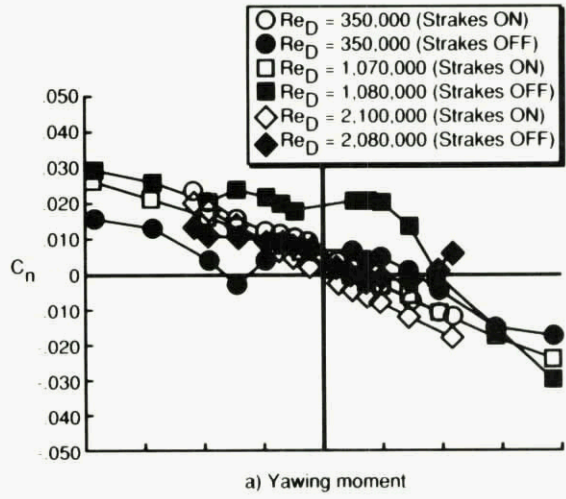 Re_D = 350,000 (Strakes ON)
Re_D = 350,000 (Strakes OFF)
Re_D = 1,070,000 (Strakes ON)
Re_D = 1,080,000 (Strakes OFF)
Re_D = 2,100,000 (Strakes ON)
Re_D = 2,080,000 (Strakes OFF)
.050
.040
.030
.020
.010
C_n
0
-.010
-.020
-.030
-.040
-.050
a) Yawing moment